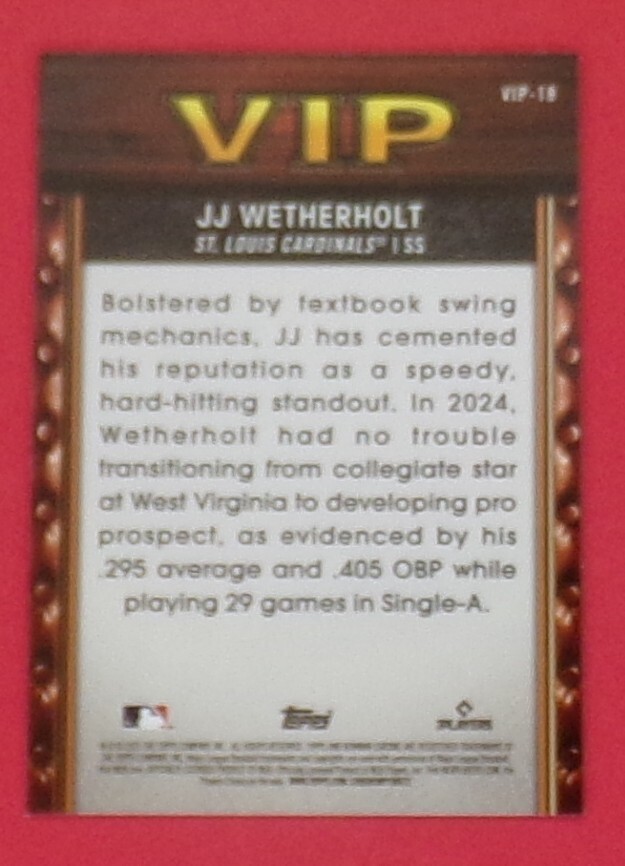 VIP-18
VIP
JJ WETHERHOLT
ST. LOUIS CARDINALS® | SS
Bolstered by textbook swing
mechanics, JJ has cemented
his reputation as a speedy,
hard-hitting standout. In 2024,
Wetherholt had no trouble
transitioning from collegiate star
at West Virginia to developing pro
prospect, as evidenced by his
.295 average and .405 OBP while
playing 29 games in Single-A.
Topps
PLAYERS